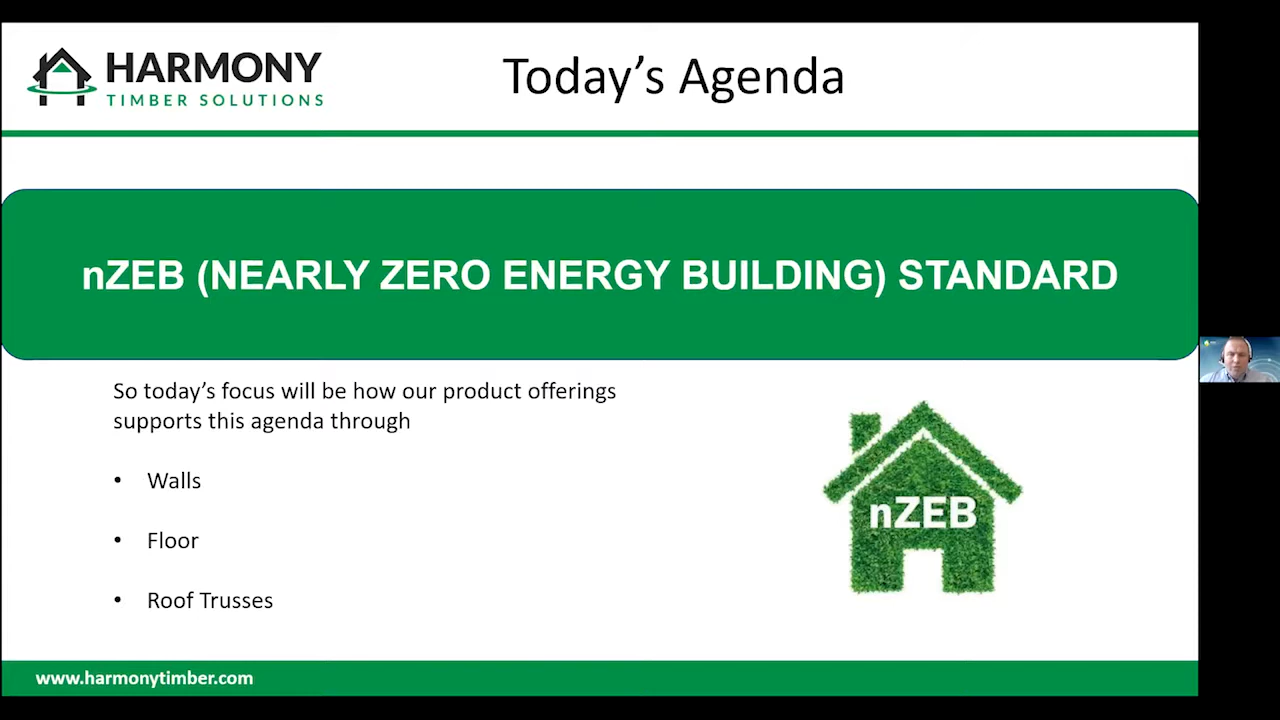 HARMONY
TIMBER SOLUTIONS
Today's Agenda
nZEB (NEARLY ZERO ENERGY BUILDING) STANDARD
So today's focus will be how our product offerings
supports this agenda through
• Walls
• Floor
• Roof Trusses
nZEB
www.harmonytimber.com